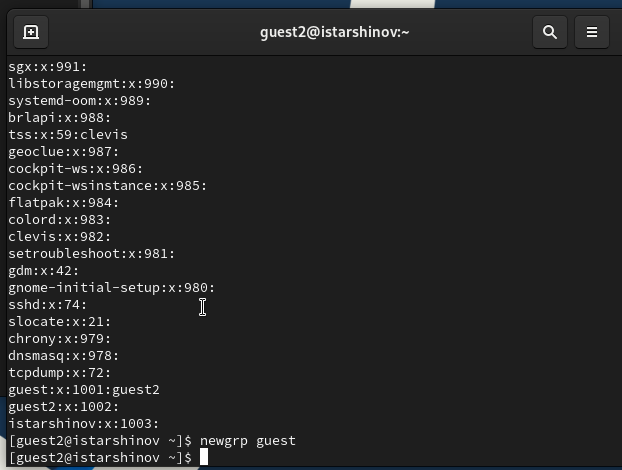 guest2@istarshinov:~
sgx:x:991:
libstoragemgmt:x:990:
systemd-oom:x:989:
brlapi:x:988:
tss:x:59:clevis
geoclue:x:987:
cockpit-ws:x:986:
cockpit-wsinstance:x:985:
flatpak:x:984:
colord:x:983:
clevis:x:982:
setroubleshoot:x:981:
gdm:x:42:
gnome-initial-setup:x:980:
sshd:x:74:
slocate:x:21:
chrony:x:979:
dnsmasq:x:978:
tcpdump:x:72:
guest:x:1001:guest2
guest2:x:1002:
istarshinov:x:1003:
[guest2@istarshinov ~]$ newgrp guest
[guest2@istarshinov ~]$